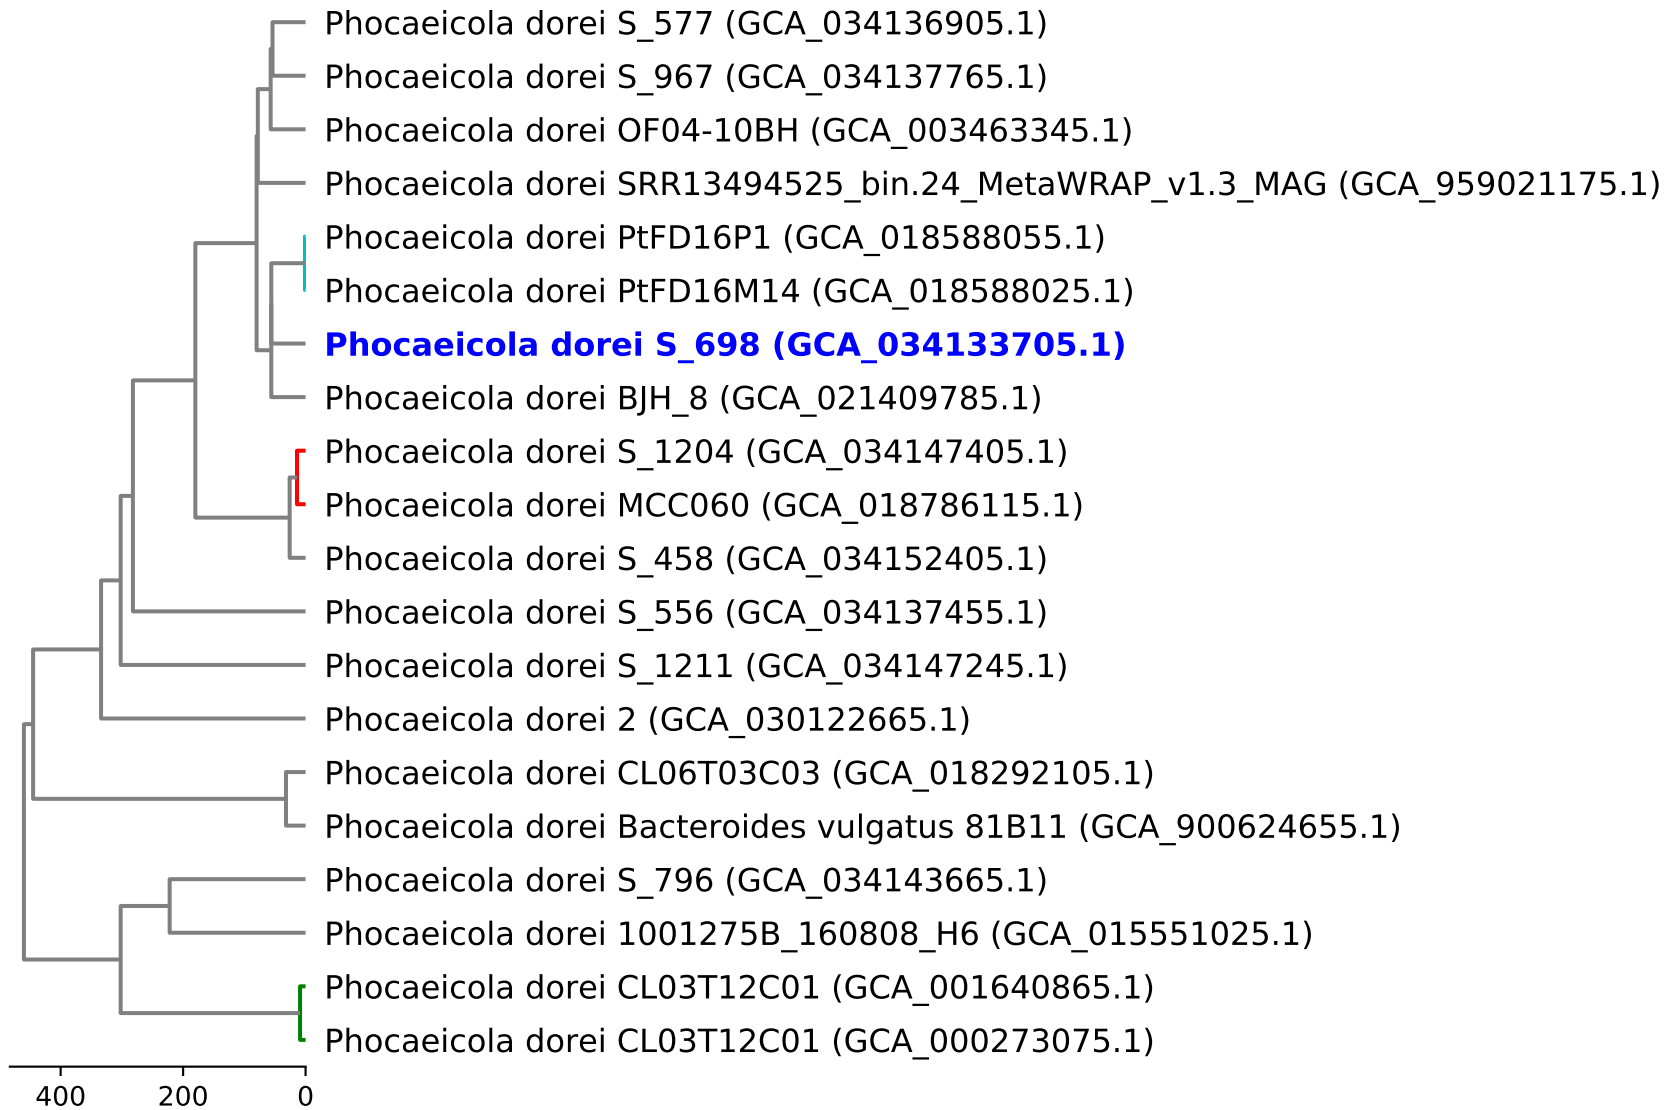 Phocaeicola dorei S_577 (GCA_034136905.1)
Phocaeicola dorei S_967 (GCA_034137765.1)
Phocaeicola dorei OF04-10BH (GCA_003463345.1)
Phocaeicola dorei SRR13494525_bin.24_MetaWRAP_v1.3_MAG (GCA_959021175.1)
Phocaeicola dorei PtFD16P1 (GCA_018588055.1)
Phocaeicola dorei PtFD16M14 (GCA_018588025.1)
Phocaeicola dorei S_698 (GCA_034133705.1)
Phocaeicola dorei BJH_8 (GCA_021409785.1)
Phocaeicola dorei S_1204 (GCA_034147405.1)
Phocaeicola dorei MCC060 (GCA_018786115.1)
Phocaeicola dorei S_458 (GCA_034152405.1)
Phocaeicola dorei S_556 (GCA_034137455.1)
Phocaeicola dorei S_1211 (GCA_034147245.1)
Phocaeicola dorei 2 (GCA_030122665.1)
Phocaeicola dorei CL06T03C03 (GCA_018292105.1)
Phocaeicola dorei Bacteroides vulgatus 81B11 (GCA_900624655.1)
Phocaeicola dorei S_796 (GCA_034143665.1)
Phocaeicola dorei 1001275B_160808_H6 (GCA_015551025.1)
Phocaeicola dorei CL03T12C01 (GCA_001640865.1)
Phocaeicola dorei CL03T12C01 (GCA_000273075.1)
400 200 0